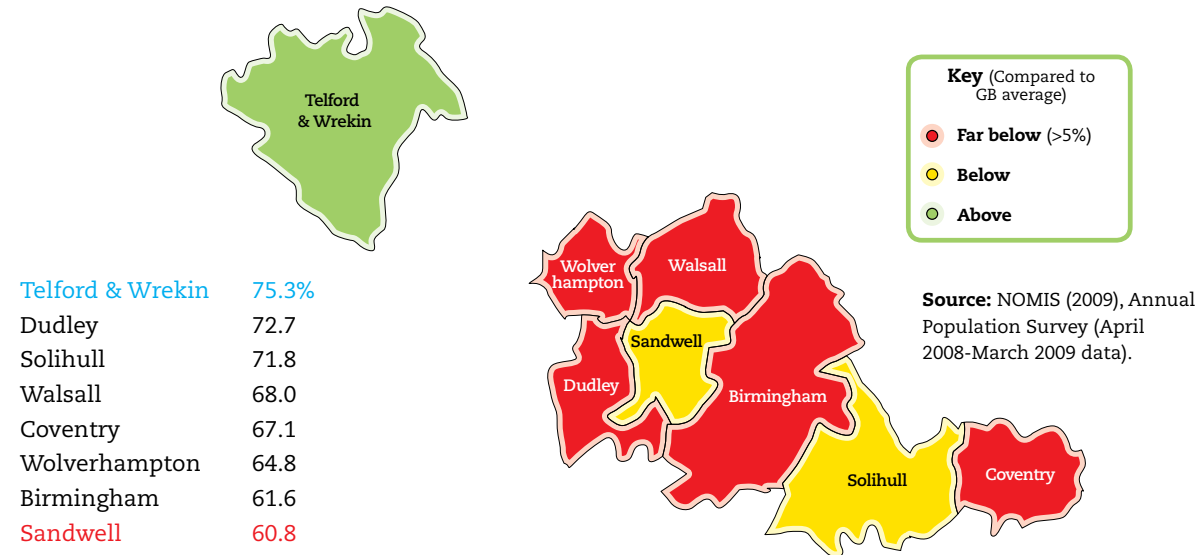 Telford
& Wrekin
Key (Compared to
GB average)
Far below (>5%)
Below
Above
Wolver
hampton
Walsall
Sandwell
Dudley
Birmingham
Solihull
Coventry
Source: NOMIS (2009), Annual
Population Survey (April
2008-March 2009 data).
Telford & Wrekin 75.3%
Dudley 72.7
Solihull 71.8
Walsall 68.0
Coventry 67.1
Wolverhampton 64.8
Birmingham 61.6
Sandwell 60.8